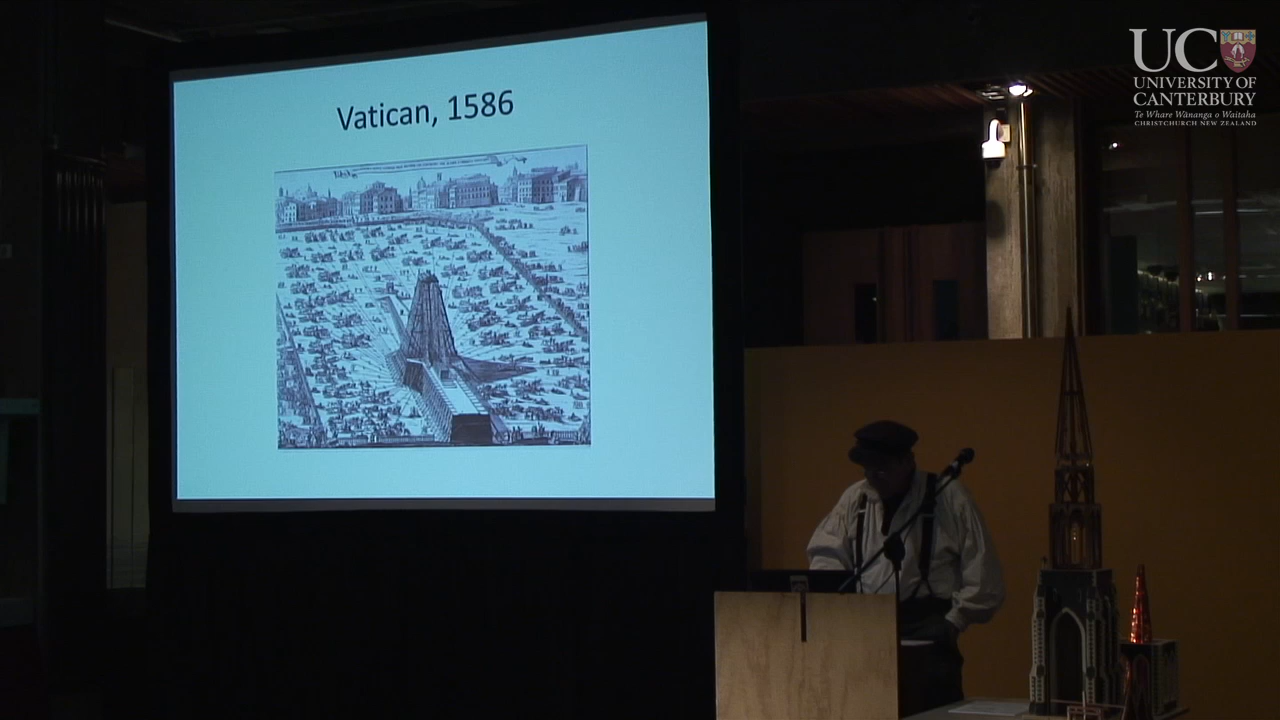 Vatican, 1586
UC
UNIVERSITY OF
CANTERBURY
Te Whare Wānanga o Waitaha
CHRISTCHURCH NEW ZEALAND